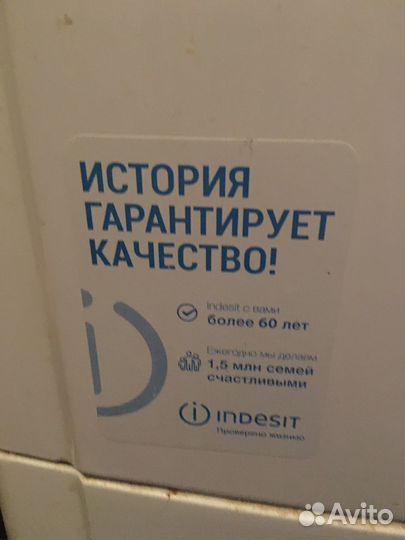 ИСТОРИЯ
ГАРАНТИРУЕТ
КАЧЕСТВО!
Indesit с вами
более 60 лет
Ежегодно мы делаем
1,5 млн семей
счастливыми
INDESIT
Проверено жизнью
Avito